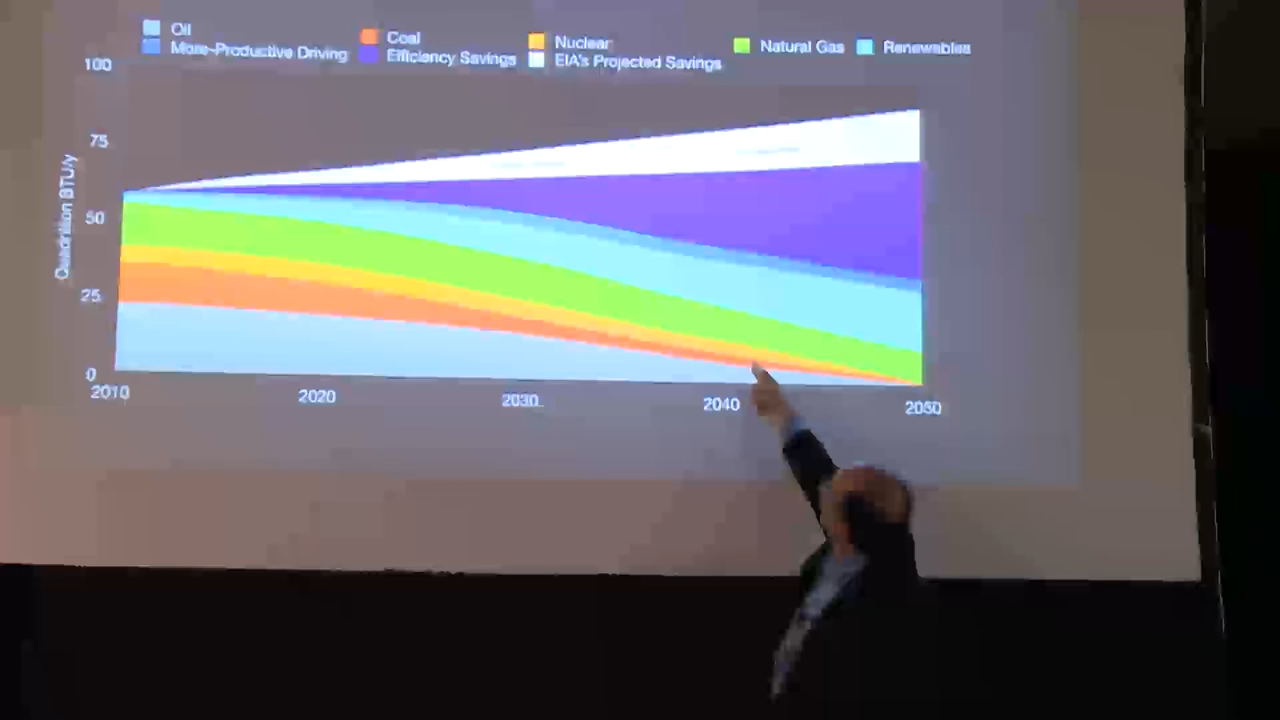 Oil Coal Nuclear Natural Gas Renewables
More-Productive Driving Efficiency Savings EIA's Projected Savings
100
75
50
25
0
Quadrillion BTU/y
2010 2020 2030 2040 2050